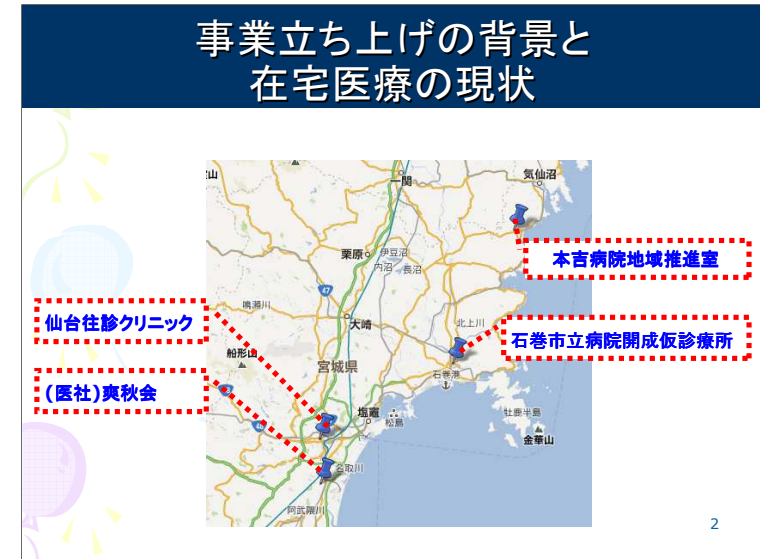 事業立ち上げの背景と
在宅医療の現状
一関
気仙沼
本吉病院地域推進室
栗原
伊豆沼
内沼
長沼
47
鳴瀬川
仙台往診クリニック
大崎
北上川
石巻市立病院開成仮診療所
船形山
宮城県
石巻港
(医社)爽秋会
塩竈
松島
牡鹿半島
48
金華山
名取川
阿武隈川
2